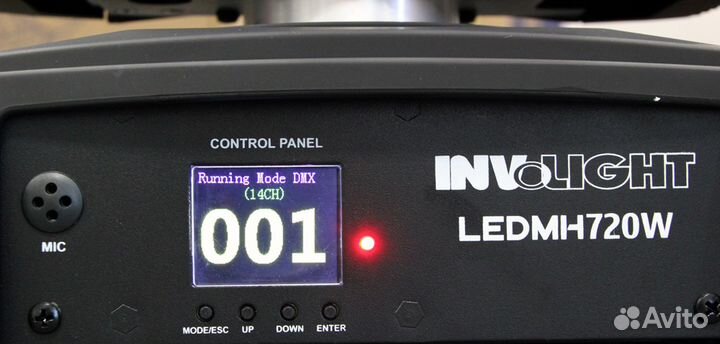 CONTROL PANEL
Running Mode DMX
(14CH)
001
MIC
MODE/ESC UP DOWN ENTER
INVOLIGHT
LEDMH720W
Avito